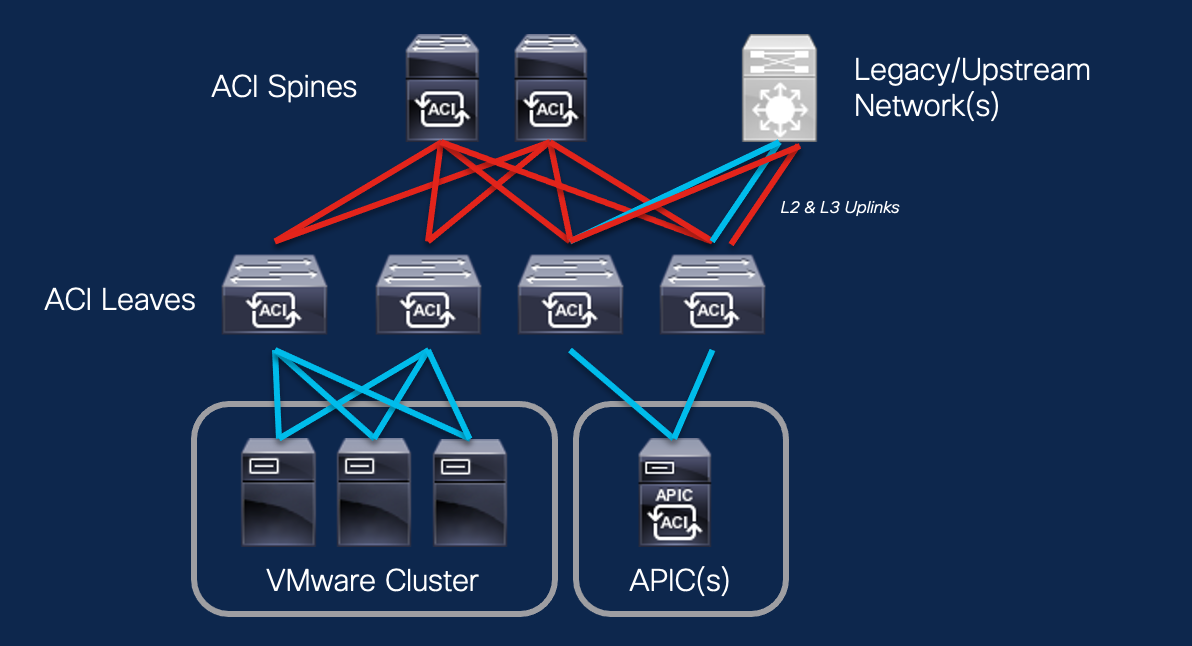 ACI Spines
ACI
ACI
Legacy/Upstream
Network(s)
L2 & L3 Uplinks
ACI Leaves
ACI
ACI
ACI
ACI
APIC
ACI
VMware Cluster
APIC(s)